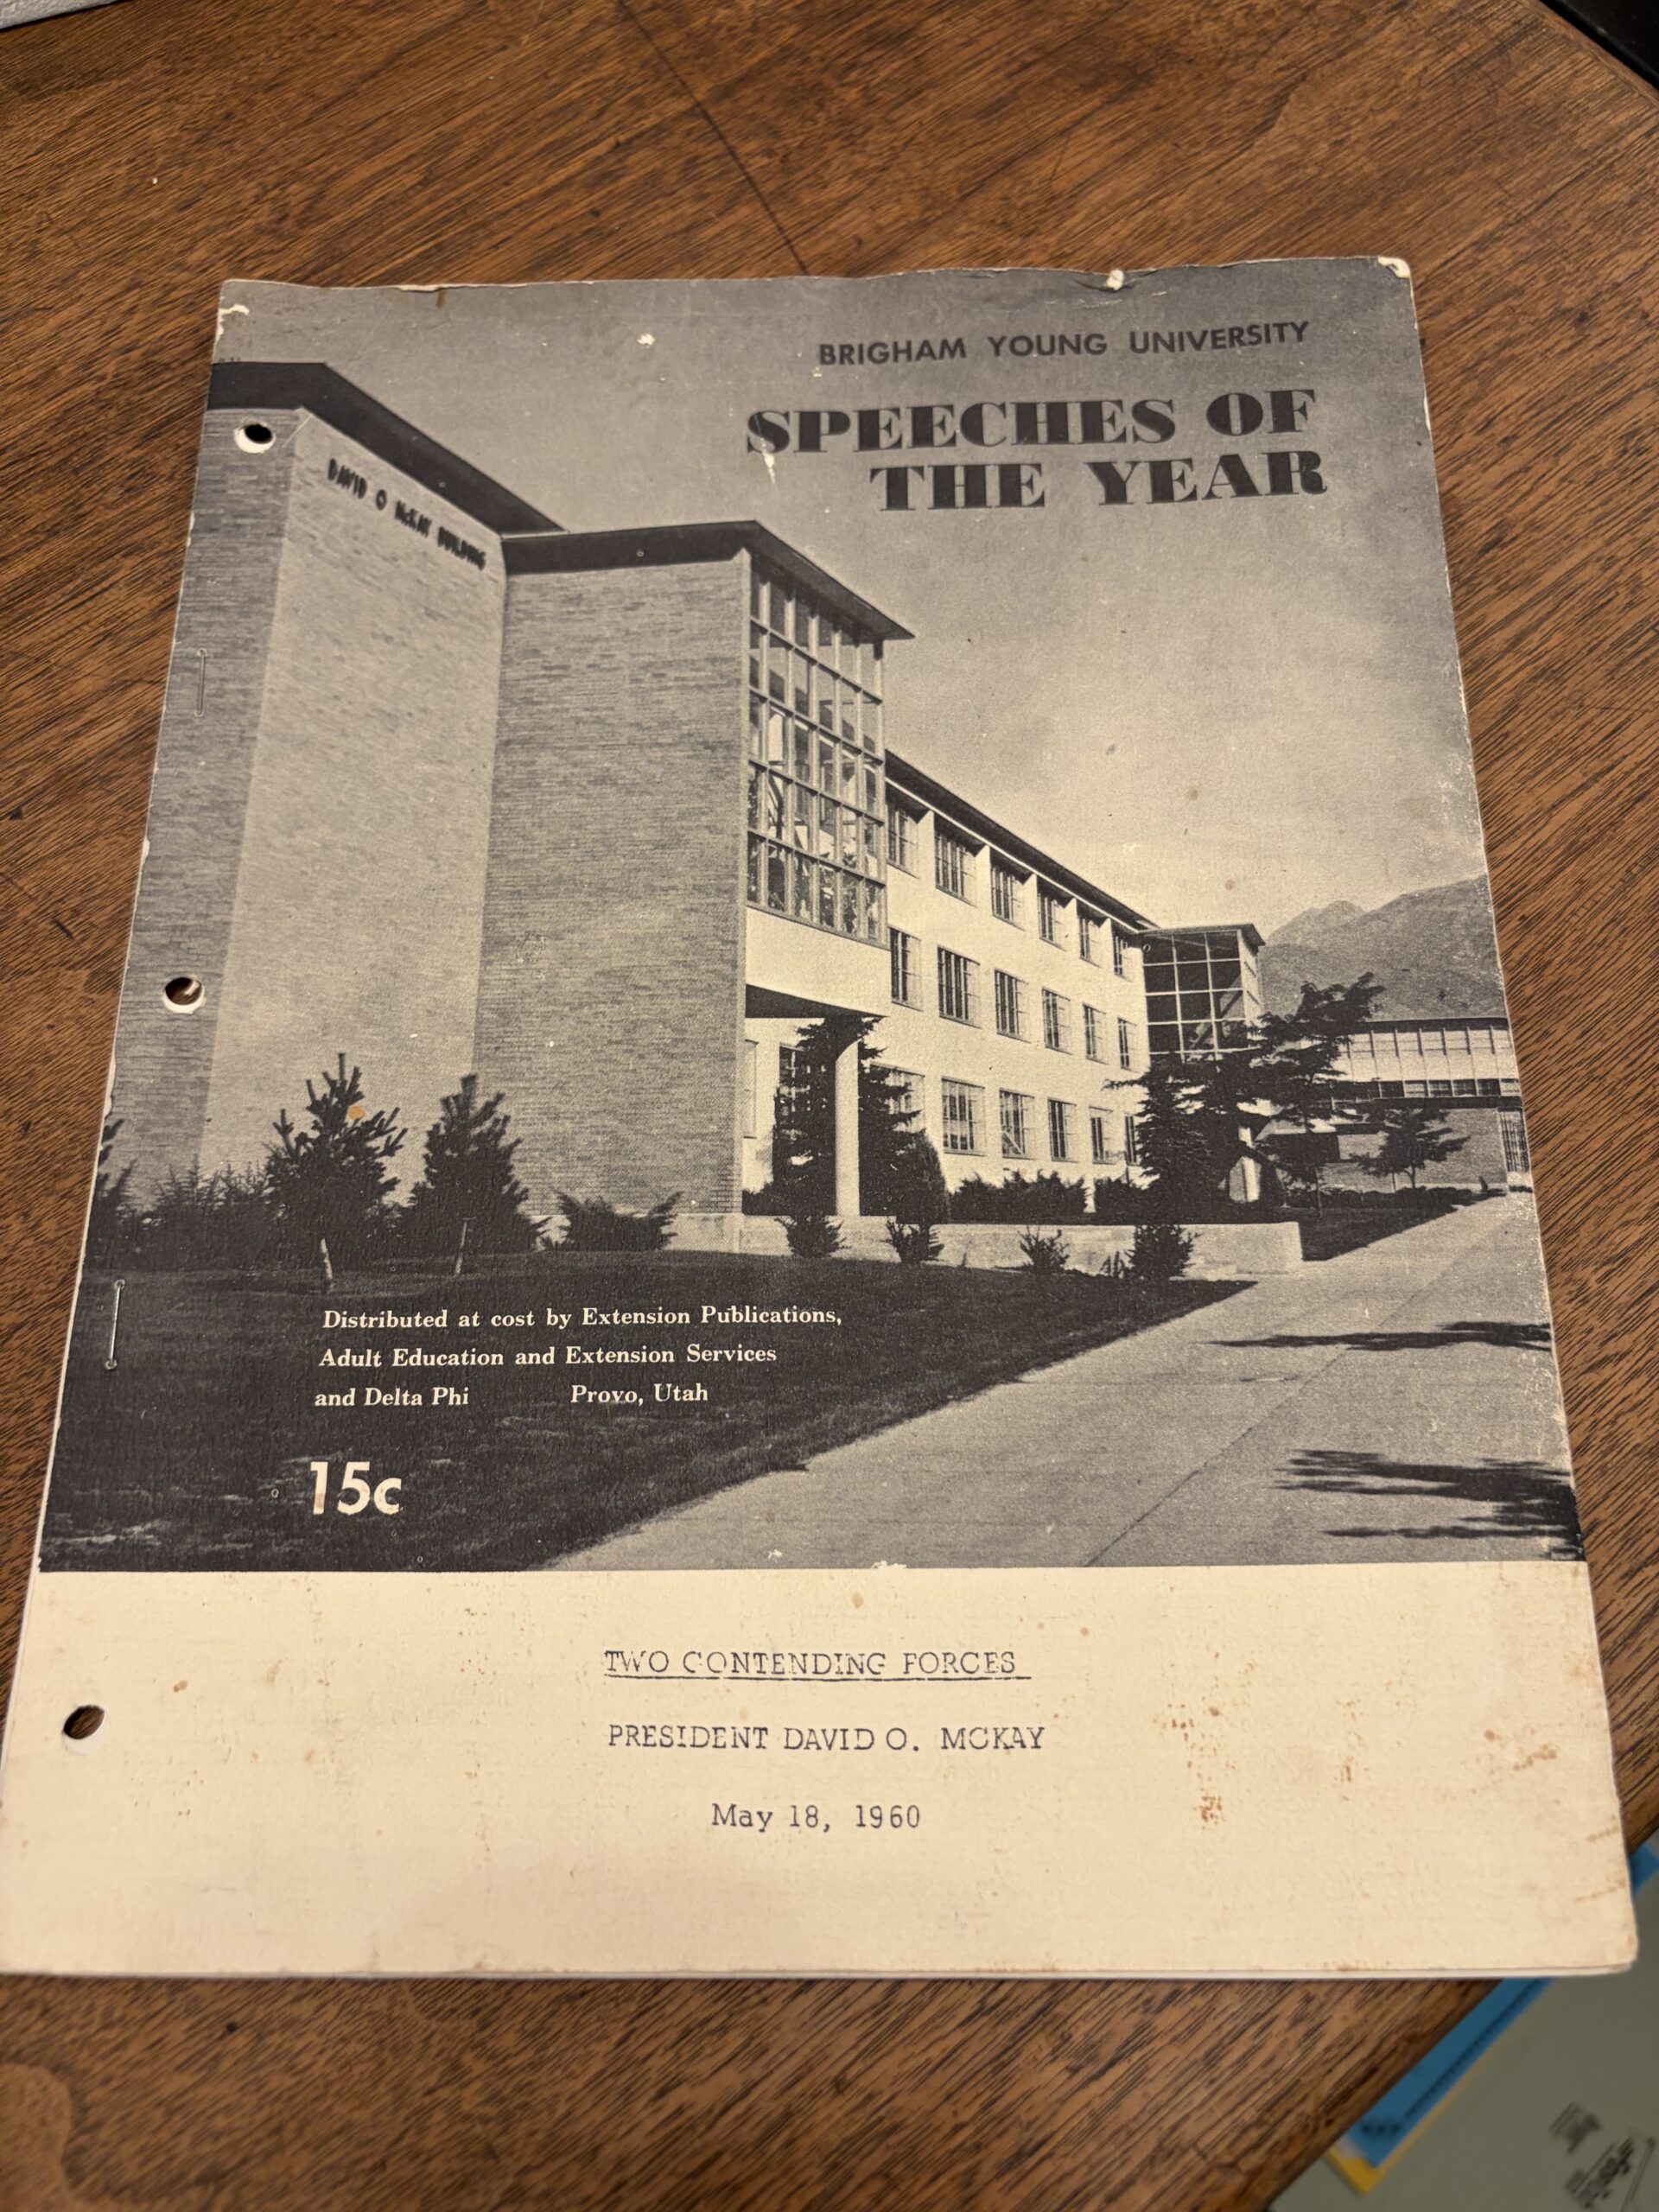 BRIGHAM YOUNG UNIVERSITY
SPEECHES OF
THE YEAR
DAVID O MCKAY BUILDING
Distributed at cost by Extension Publications,
Adult Education and Extension Services
and Delta Phi Provo, Utah
15c
TWO CONTENDING FORCES
PRESIDENT DAVID O. MCKAY
May 18, 1960